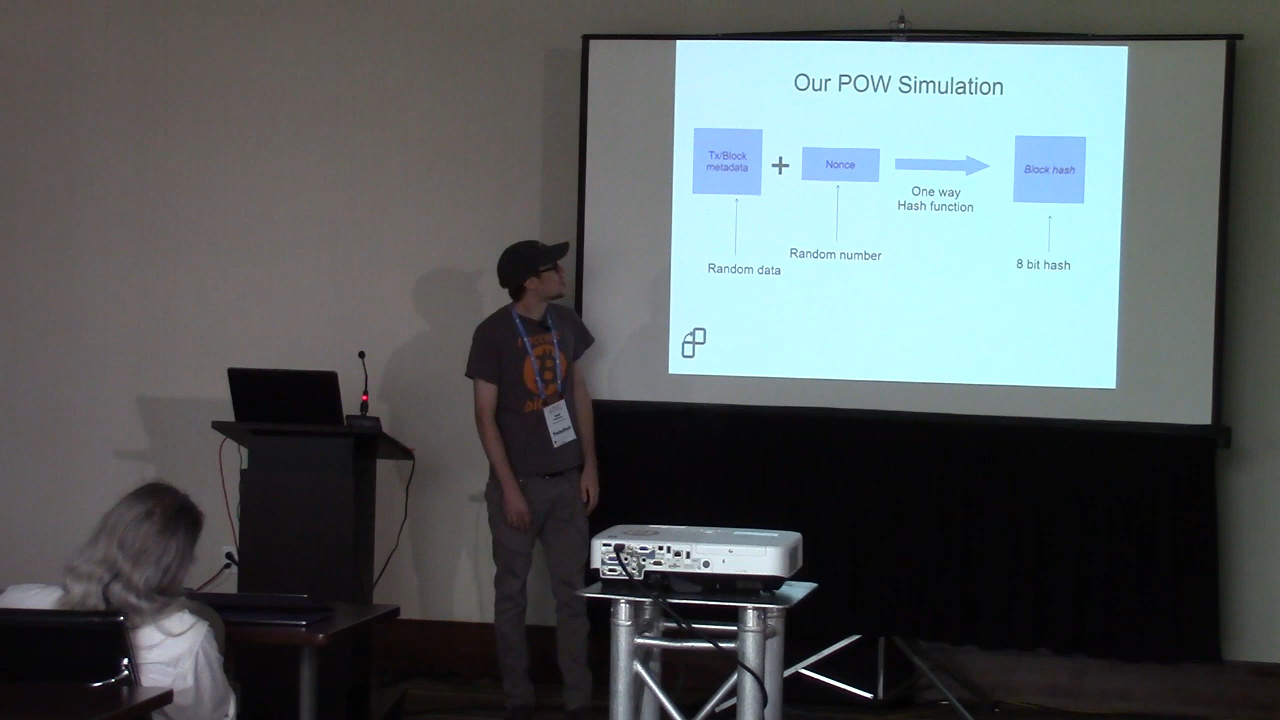 Our POW Simulation
Tx/Block
metadata
+
Nonce
Block hash
One way
Hash function
Random data
Random number
8 bit hash